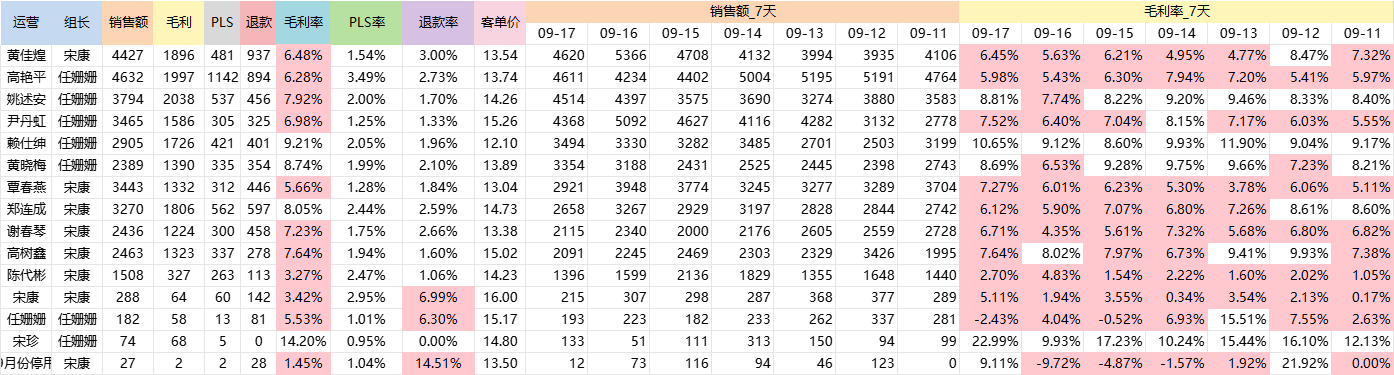 运营 组长 销售额 毛利 PLS 退款 毛利率 PLS率 退款率 客单价 销售额_7天 毛利率_7天
09-17 09-16 09-15 09-14 09-13 09-12 09-11 09-17 09-16 09-15 09-14 09-13 09-12 09-11
黄佳煌 宋康 4427 1896 481 937 6.48% 1.54% 3.00% 13.54 4620 5366 4708 4132 3994 3935 4106 6.45% 5.63% 6.21% 4.95% 4.77% 8.47% 7.32%
高艳平 任姗姗 4632 1997 1142 894 6.28% 3.49% 2.73% 13.74 4611 4234 4402 5004 5195 5191 4764 5.98% 5.43% 6.30% 7.94% 7.20% 5.41% 5.97%
姚述安 任姗姗 3794 2038 537 456 7.92% 2.00% 1.70% 14.26 4514 4397 3575 3690 3274 3880 3583 8.81% 7.74% 8.22% 9.20% 9.46% 8.33% 8.40%
尹丹虹 任姗姗 3465 1586 305 325 6.98% 1.25% 1.33% 15.26 4368 5092 4627 4116 4282 3132 2778 7.52% 6.40% 7.04% 8.15% 7.17% 6.03% 5.55%
赖仕绅 任姗姗 2905 1726 421 401 9.21% 2.05% 1.96% 12.10 3494 3330 3282 3485 2701 2503 3199 10.65% 9.12% 8.60% 9.93% 11.90% 9.04% 9.17%
黄晓梅 任姗姗 2389 1390 335 354 8.74% 1.99% 2.10% 13.89 3354 3188 2431 2525 2445 2398 2743 8.69% 6.53% 9.28% 9.75% 9.66% 7.23% 8.21%
覃春燕 宋康 3443 1332 312 446 5.66% 1.28% 1.84% 13.04 2921 3948 3774 3245 3277 3289 3704 7.27% 6.01% 6.23% 5.30% 3.78% 6.06% 5.11%
郑连成 宋康 3270 1806 562 597 8.05% 2.44% 2.59% 14.73 2658 3267 2929 3197 2828 2844 2742 6.12% 5.90% 7.07% 6.80% 7.26% 8.61% 8.60%
谢春琴 宋康 2436 1224 300 458 7.23% 1.75% 2.66% 13.38 2115 2340 2000 2176 2605 2559 2728 6.71% 4.35% 5.61% 7.32% 5.68% 6.80% 6.82%
高树鑫 宋康 2463 1323 337 278 7.64% 1.94% 1.60% 15.02 2091 2245 2469 2303 2329 3426 1995 7.64% 8.02% 7.97% 6.73% 9.41% 9.93% 7.38%
陈代彬 宋康 1508 327 263 113 3.27% 2.47% 1.06% 14.23 1396 1599 2136 1829 1355 1648 1440 2.70% 4.83% 1.54% 2.22% 1.60% 2.02% 1.05%
宋康 宋康 288 64 60 142 3.42% 2.95% 6.99% 16.00 215 307 298 287 368 377 289 5.11% 1.94% 3.55% 0.34% 3.54% 2.13% 0.17%
任姗姗 任姗姗 182 58 13 81 5.53% 1.01% 6.30% 15.17 193 223 182 233 262 337 281 -2.43% 4.04% -0.52% 6.93% 15.51% 7.55% 2.63%
宋珍 任姗姗 74 68 5 0 14.20% 0.95% 0.00% 14.80 133 51 111 313 150 94 99 22.99% 9.93% 17.23% 10.24% 15.44% 16.10% 12.13%
9月份停用 宋康 27 2 2 28 1.45% 1.04% 14.51% 13.50 12 73 116 94 46 123 0 9.11% -9.72% -4.87% -1.57% 1.92% 21.92% 0.00%